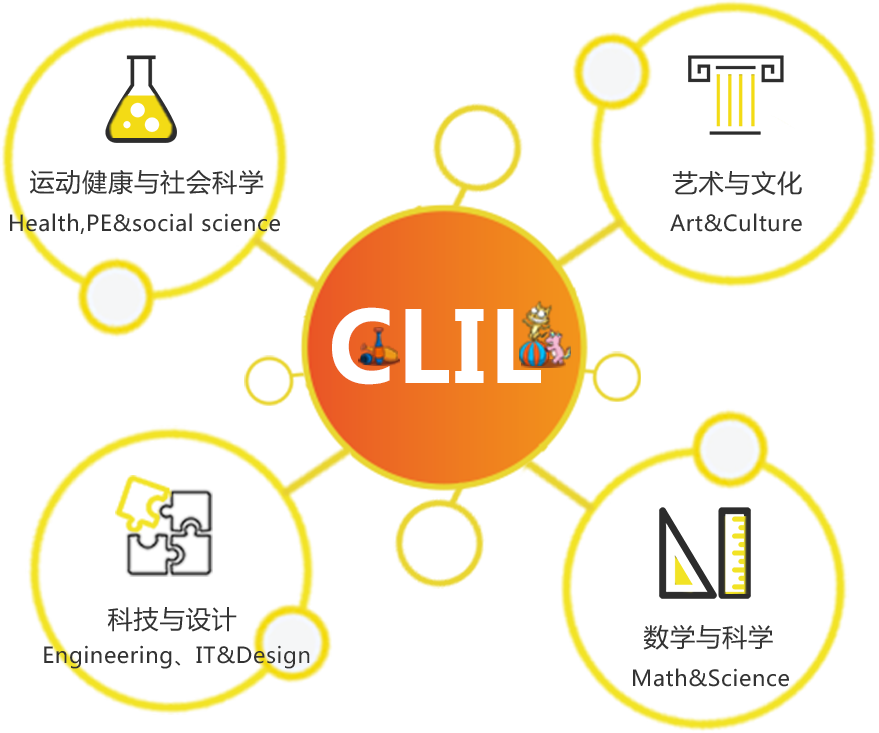 运动健康与社会科学
Health,PE&social science
艺术与文化
Art&Culture
CLIL
科技与设计
Engineering、IT&Design
数学与科学
Math&Science